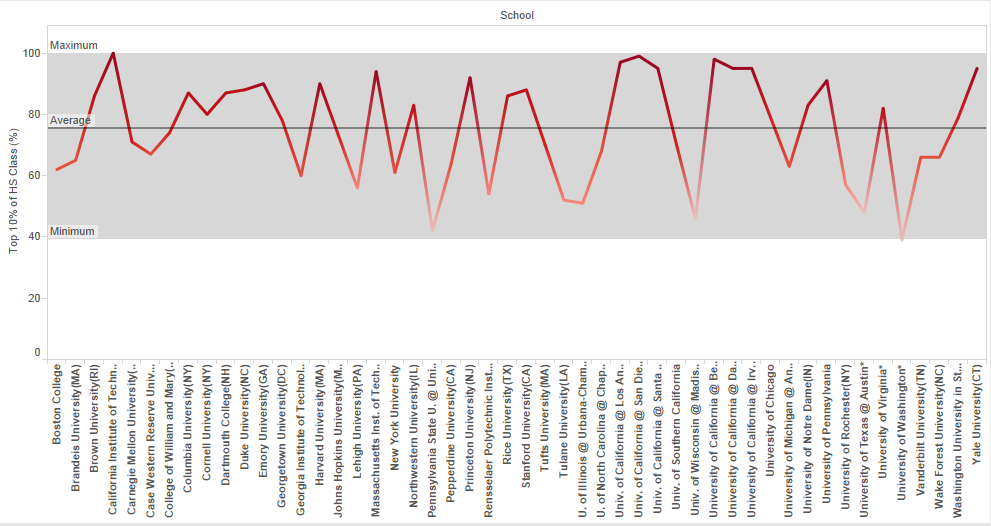 School
Maximum
100
80
Average
60
40
Minimum
20
0
Top 10% of HS Class (%)
Boston College
Brandeis University(MA)
Brown University(RI)
California Institute of Techn..
Carnegie Mellon University(..
Case Western Reserve Univ...
College of William and Mary(..
Columbia University(NY)
Cornell University(NY)
Dartmouth College(NH)
Duke University(NC)
Emory University(GA)
Georgetown University(DC)
Georgia Institute of Technol..
Harvard University(MA)
Johns Hopkins University(M..
Lehigh University(PA)
Massachusetts Inst. of Tech..
New York University
Northwestern University(IL)
Pennsylvania State U. @ Uni..
Pepperdine University(CA)
Princeton University(NJ)
Rensselaer Polytechnic Inst...
Rice University(TX)
Stanford University(CA)
Tufts University(MA)
Tulane University(LA)
U. of Illinois @ Urbana-Cham..
U. of North Carolina @ Chap..
Univ. of California @ Los An..
Univ. of California @ San Die..
Univ. of California @ Santa ..
Univ. of Southern California
Univ. of Wisconsin @ Madis..
University of California @ Be..
University of California @ Da..
University of California @ Irv..
University of Chicago
University of Michigan @ An..
University of Notre Dame(IN)
University of Pennsylvania
University of Rochester(NY)
University of Texas @ Austin*
University of Virginia*
University of Washington*
Vanderbilt University(TN)
Wake Forest University(NC)
Washington University in St...
Yale University(CT)